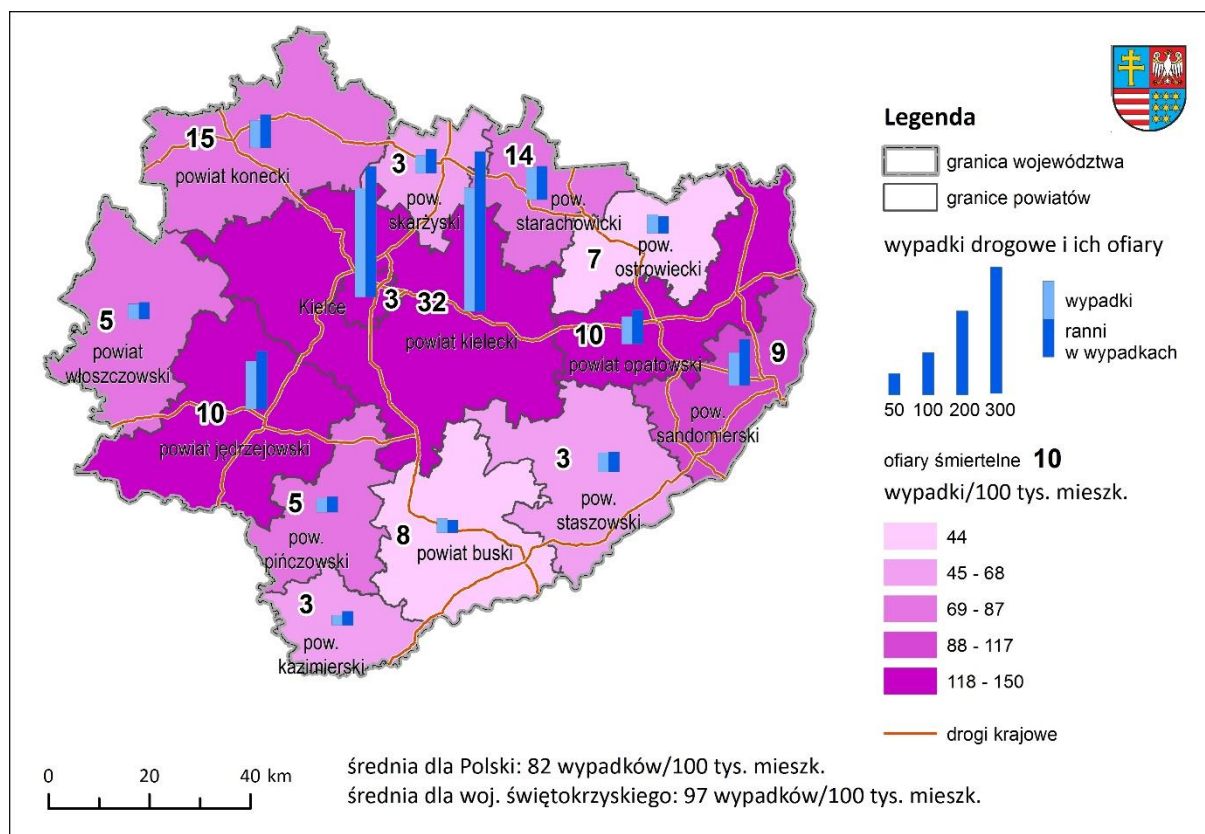 15
powiat konecki
3
pow.
skarżyski
14
pow.
starachowicki
7
pow.
ostrowiecki
5
powiat
włoszczowski
Kielce
3
32
powiat kielecki
10
powiat opatowski
9
pow.
sandomierski
10
powiat jędrzejowski
5
pow.
pińczowski
8
powiat buski
3
pow.
staszowski
3
pow.
kazimierski
Legenda
granica województwa
granice powiatów
wypadki drogowe i ich ofiary
wypadki
ranni
w wypadkach
50 100 200 300
ofiary śmiertelne 10
wypadki/100 tys. mieszk.
44
45 - 68
69 - 87
88 - 117
118 - 150
drogi krajowe
0 20 40 km
średnia dla Polski: 82 wypadków/100 tys. mieszk.
średnia dla woj. świętokrzyskiego: 97 wypadków/100 tys. mieszk.